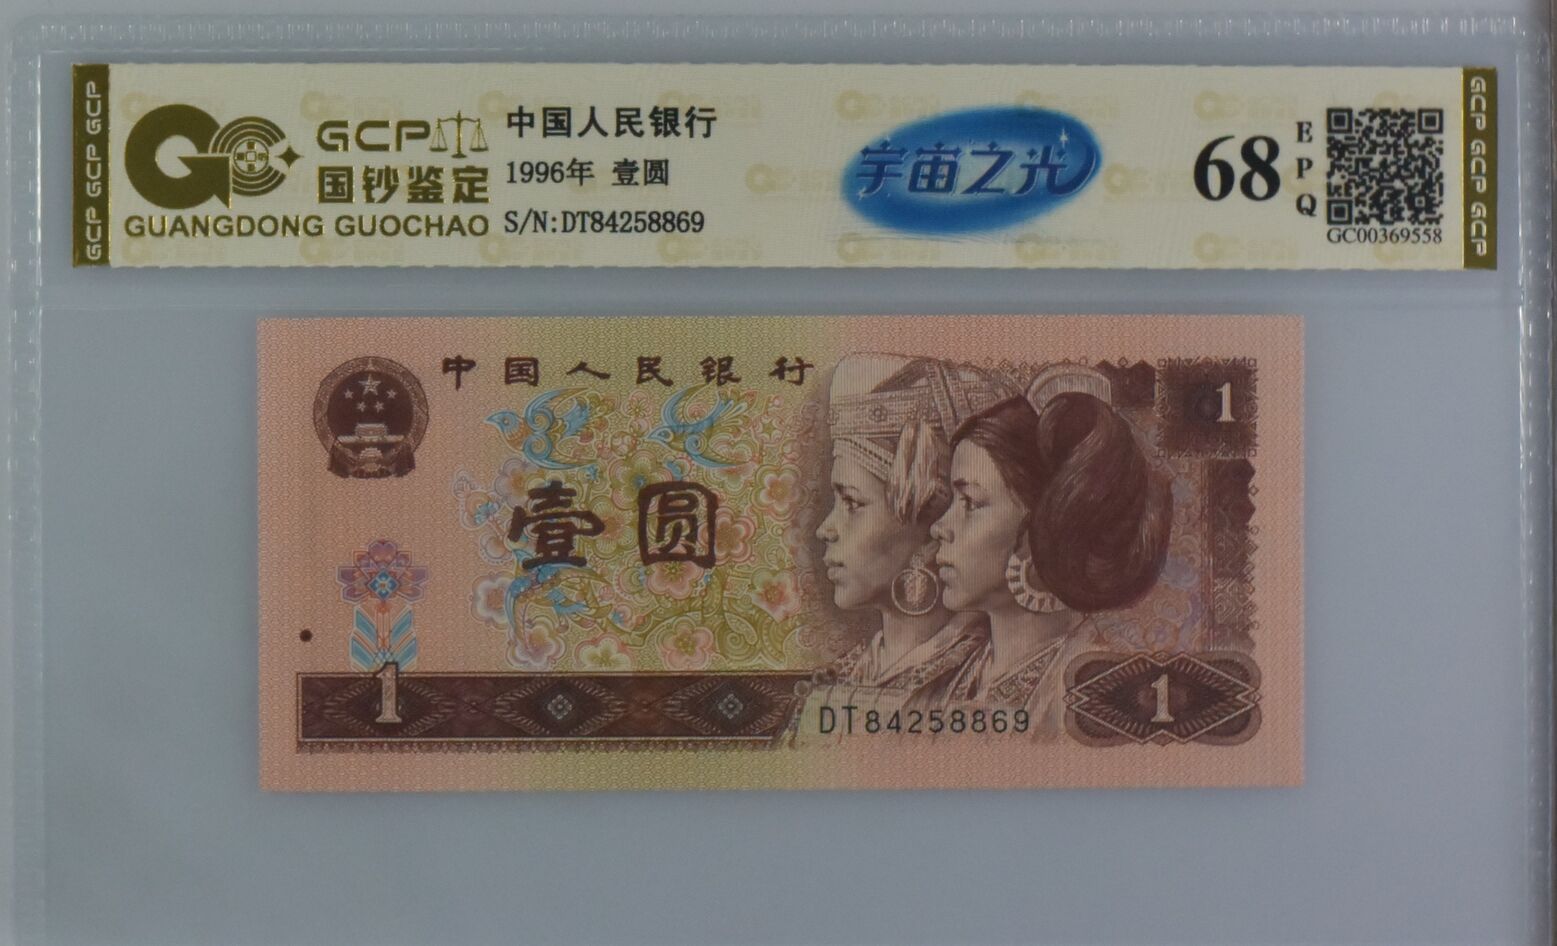 GCP GCP GCP
GCP
国钞鉴定
GUANGDONG GUOCHAO
中国人民银行
1996年 壹圆
S/N:DT84258869
宇宙之光
68
EPQ
GC00369558
GCP GCP GCP
中国人民银行
1
壹圆
1
DT84258869
1